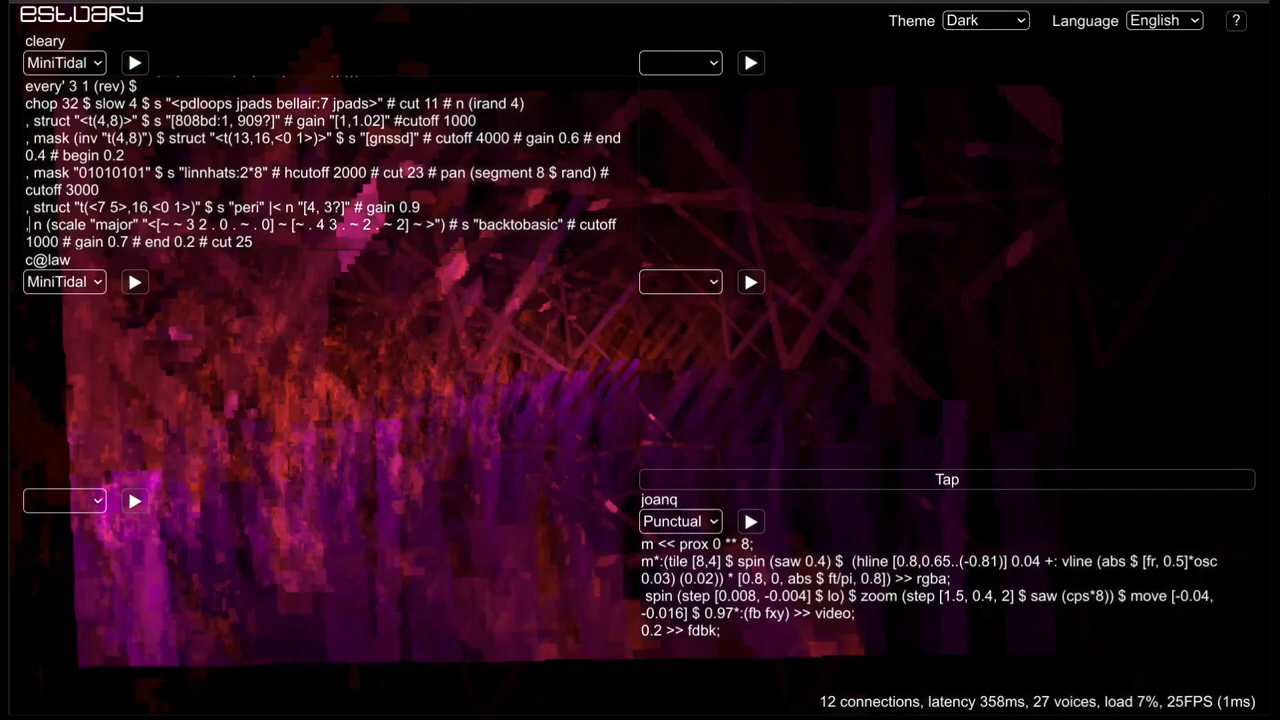 estuary
Theme Dark Language English ?
cleary
MiniTidal
every' 3 1 (rev) $
chop 32 $ slow 4 $ s "<pdloops jpads bellair:7 jpads>" # cut 11 # n (irand 4)
, struct "<t(4,8)>" $ s "[808bd:1, 909?]" # gain "[1,1.02]" #cutoff 1000
, mask (inv "t(4,8)") $ struct "<t(13,16,<0 1>)>" $ s "[gnssd]" # cutoff 4000 # gain 0.6 # end
0.4 # begin 0.2
, mask "01010101" $ s "linnhats:2*8" # hcutoff 2000 # cut 23 # pan (segment 8 $ rand) #
cutoff 3000
, struct "t(<7 5>,16,<0 1>)" $ s "peri" |< n "[4, 3?]" # gain 0.9
, n (scale "major" "<[~ ~ 3 2 . 0 . ~ . 0] ~ [~ . 4 3 . ~ 2 . ~ 2] ~ >") # s "backtobasic" # cutoff
1000 # gain 0.7 # end 0.2 # cut 25
c@law
MiniTidal
Tap
joanq
Punctual
m << prox 0 ** 8;
m*:(tile [8,4] $ spin (saw 0.4) $  (hline [0.8,0.65..(-0.81)] 0.04 +: vline (abs $ [fr, 0.5]*osc
0.03) (0.02)) * [0.8, 0, abs $ ft/pi, 0.8]) >> rgba;
spin (step [0.008, -0.004] $ lo) $ zoom (step [1.5, 0.4, 2] $ saw (cps*8)) $ move [-0.04,
-0.016] $ 0.97*:(fb fxy) >> video;
0.2 >> fdbk;
12 connections, latency 358ms, 27 voices, load 7%, 25FPS (1ms)